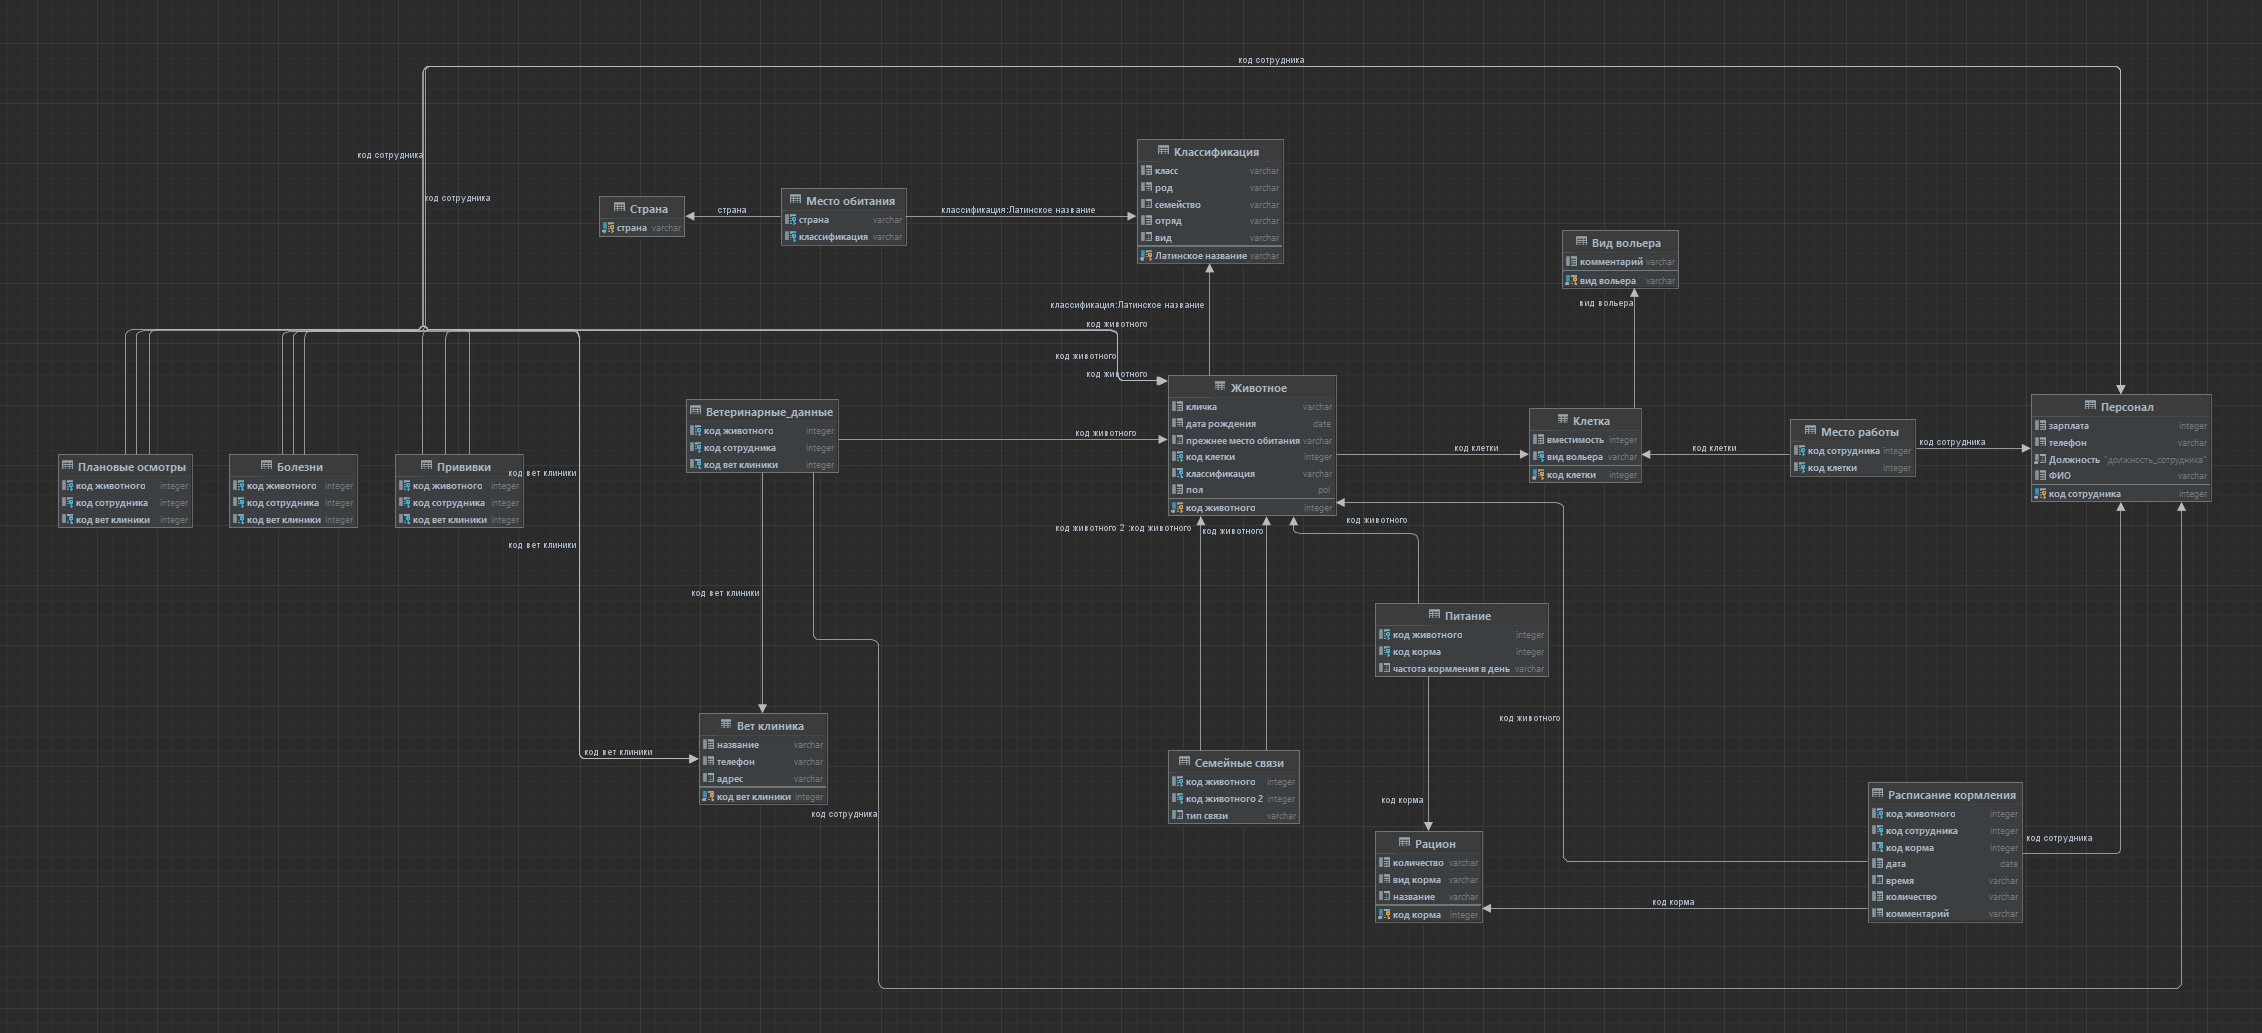 код сотрудника
код сотрудника
код сотрудника
Классификация
класс varchar
род varchar
семейство varchar
отряд varchar
вид varchar
Латинское название varchar
Страна
страна varchar
страна
Место обитания
страна varchar
классификация varchar
классификация:Латинское название
Вид вольера
комментарий varchar
вид вольера varchar
вид вольера
классификация:Латинское название
код животного
код животного
код животного
Животное
кличка varchar
дата рождения date
прежнее место обитания varchar
код клетки integer
классификация varchar
пол pol
код животного integer
Ветеринарные_данные
код животного integer
код сотрудника integer
код вет клиники integer
код животного
код клетки
Клетка
вместимость integer
вид вольера varchar
код клетки integer
код клетки
Место работы
код сотрудника integer
код клетки integer
код сотрудника
Персонал
зарплата integer
телефон varchar
Должность "должность_сотрудника"
ФИО varchar
код сотрудника integer
Плановые осмотры
код животного integer
код сотрудника integer
код вет клиники integer
Болезни
код животного integer
код сотрудника integer
код вет клиники integer
Прививки
код животного integer
код сотрудника integer
код вет клиники integer
код вет клиники
код вет клиники
код животного 2 :код животного
код животного
код животного
код вет клиники
Питание
код животного integer
код корма integer
частота кормления в день varchar
код животного
Вет клиника
название varchar
телефон varchar
адрес varchar
код вет клиники integer
код вет клиники
код сотрудника
Семейные связи
код животного integer
код животного 2 integer
тип связи varchar
код корма
Рацион
количество varchar
вид корма varchar
название varchar
код корма integer
код корма
Расписание кормления
код животного integer
код сотрудника integer
код корма integer
дата date
время varchar
количество varchar
комментарий varchar
код сотрудника